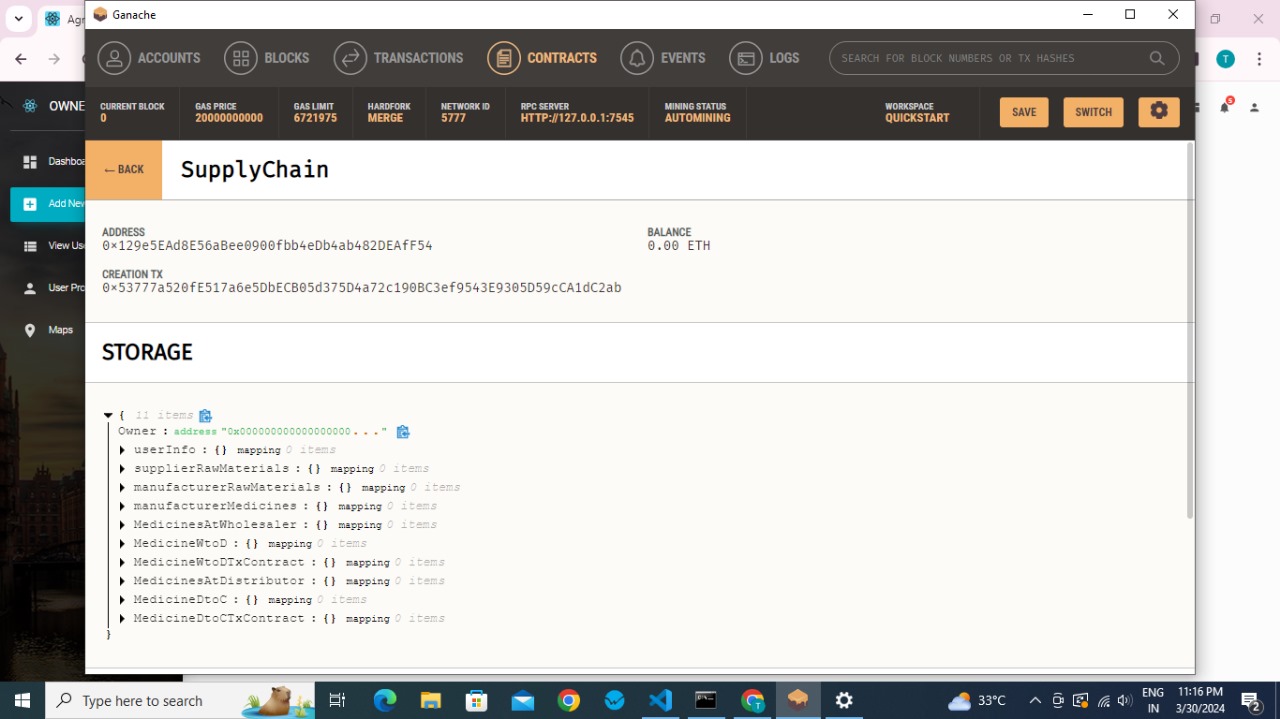 Agr
Ganache
ACCOUNTS BLOCKS TRANSACTIONS CONTRACTS EVENTS LOGS SEARCH FOR BLOCK NUMBERS OR TX HASHES
T
CURRENT BLOCK GAS PRICE GAS LIMIT HARDFORK NETWORK ID RPC SERVER MINING STATUS WORKSPACE
0 20000000000 6721975 MERGE 5777 HTTP://127.0.0.1:7545 AUTOMINING QUICKSTART
SAVE SWITCH
OWNE
5
← BACK SupplyChain
Dashboa
Add New
View Use
User Pro
Maps
ADDRESS BALANCE
0×129e5EAd8E56aBee0900fbb4eDb4ab482DEAfF54 0.00 ETH
CREATION TX
0×53777a520fE517a6e5DbECB05d375D4a72c190BC3ef9543E9305D59cCA1dC2ab
STORAGE
{ 11 items
Owner : address "0x000000000000000000..."
userInfo : {} mapping 0 items
supplierRawMaterials : {} mapping 0 items
manufacturerRawMaterials : {} mapping 0 items
manufacturerMedicines : {} mapping 0 items
MedicinesAtWholesaler : {} mapping 0 items
MedicineWtoD : {} mapping 0 items
MedicineWtoDTxContract : {} mapping 0 items
MedicinesAtDistributor : {} mapping 0 items
MedicineDtoC : {} mapping 0 items
MedicineDtoCTxContract : {} mapping 0 items
}
Type here to search
T
33°C
ENG
IN
11:16 PM
3/30/2024
2